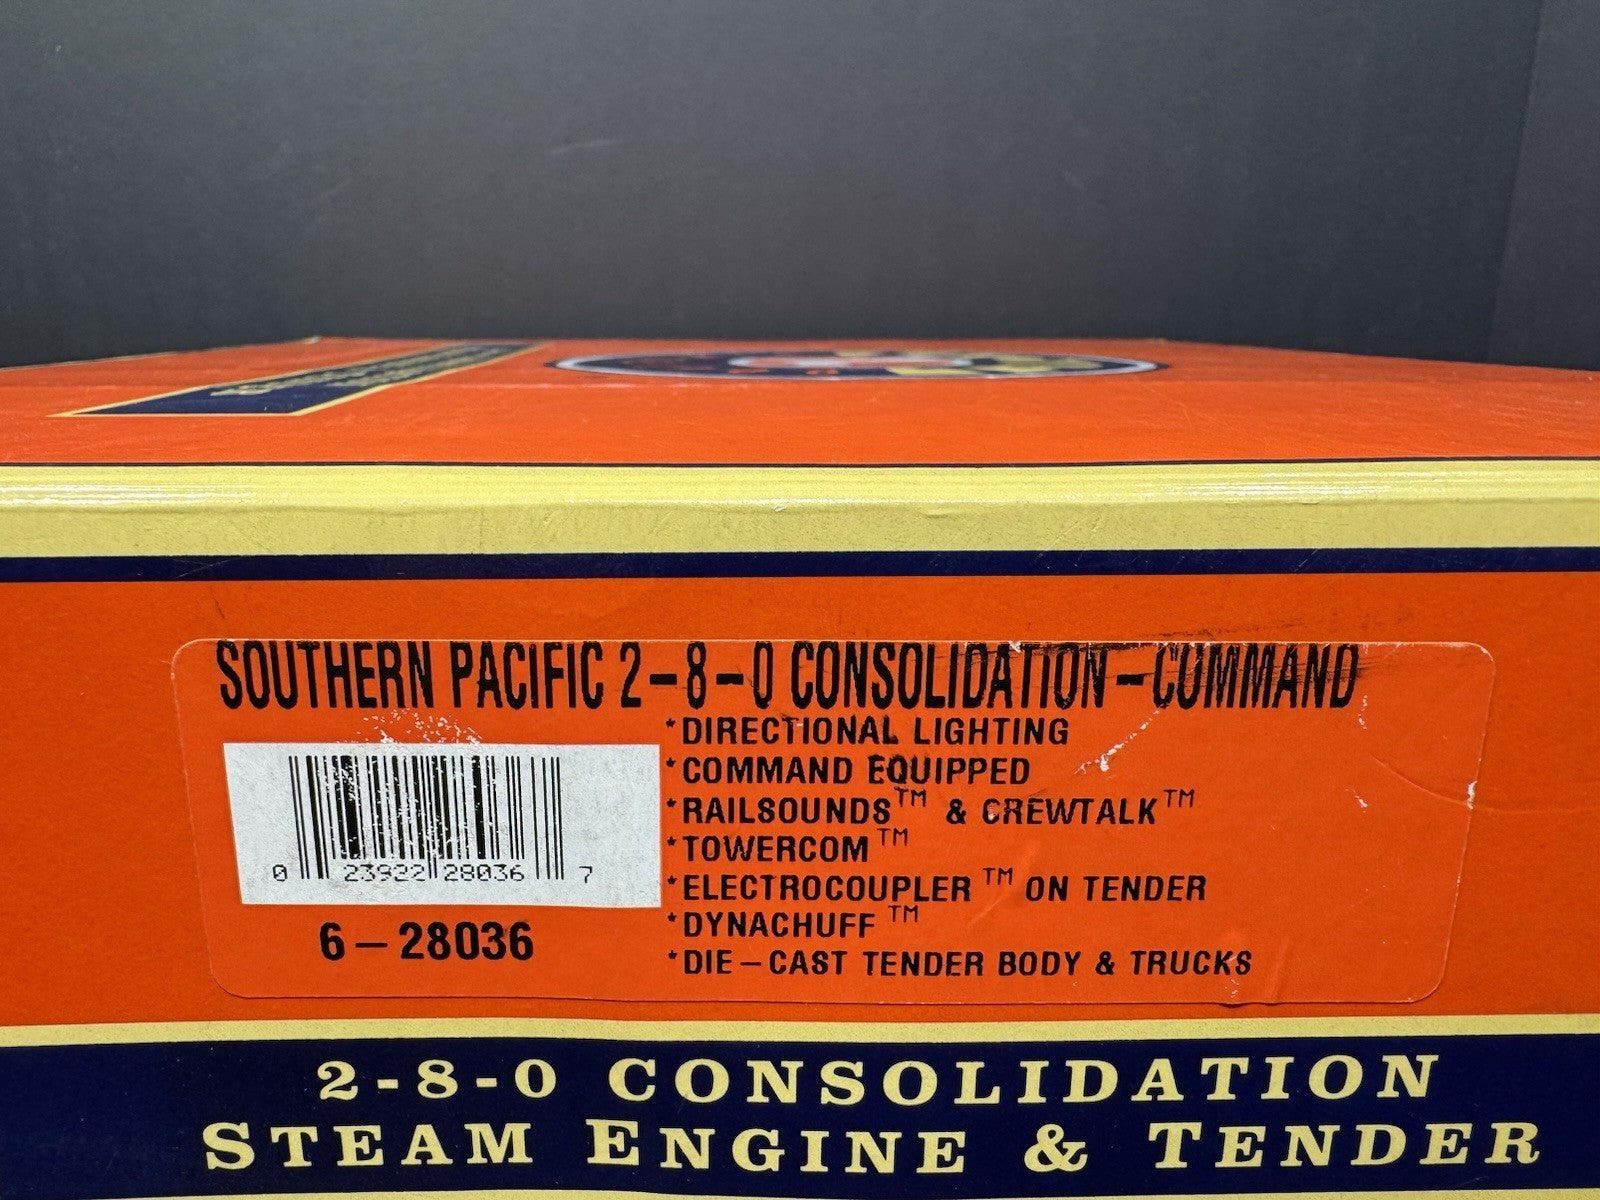 SOUTHERN PACIFIC 2-8-0 CONSOLIDATION-COMMAND
*DIRECTIONAL LIGHTING
*COMMAND EQUIPPED
*RAILSOUNDS™ & CREWTALK™
*TOWERCOM™
*ELECTROCOUPLER™ ON TENDER
*DYNACHUFF™
*DIE-CAST TENDER BODY & TRUCKS
0 23922 28036 7
6-28036
2-8-0 CONSOLIDATION
STEAM ENGINE & TENDER